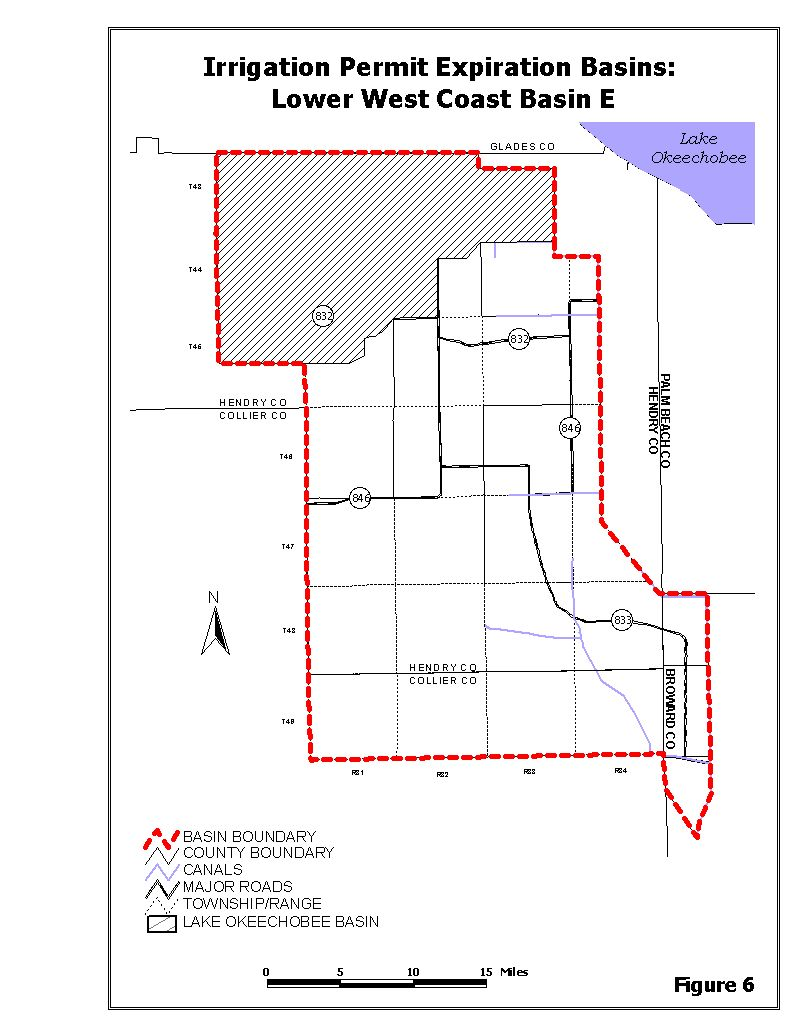 Irrigation Permit Expiration Basins:
Lower West Coast Basin E
GLADES CO
Lake
Okeechobee
T43
T44
832
832
T45
HENDRY CO
COLLIER CO
PALM BEACH CO
HENDRY CO
846
T46
846
T47
N
833
T48
HENDRY CO
COLLIER CO
BROWARD CO
T49
R31
R32
R33
R34
BASIN BOUNDARY
COUNTY BOUNDARY
CANALS
MAJOR ROADS
TOWNSHIP/RANGE
LAKE OKEECHOBEE BASIN
0 5 10 15 Miles
Figure 6